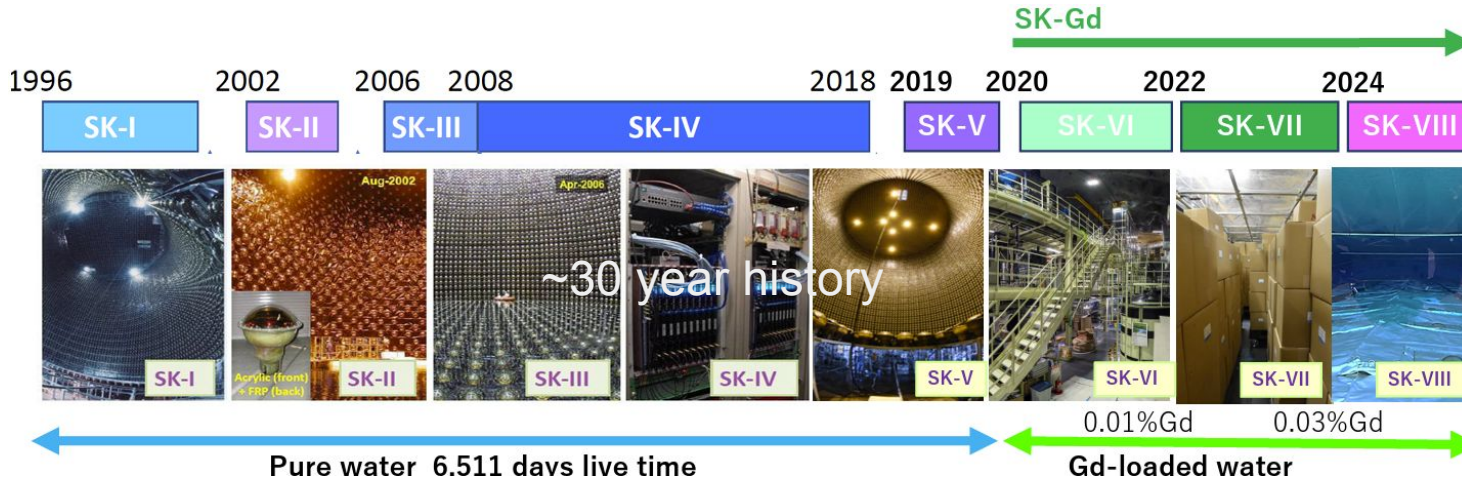 SK-Gd
1996 2002 2006 2008 2018 2019 2020 2022 2024
SK-I SK-II SK-III SK-IV SK-V SK-VI SK-VII SK-VIII
Aug-2002 Apr-2006
~30 year history
Acrylic (front)
+ FRP (back)
SK-I SK-II SK-III SK-IV SK-V SK-VI SK-VII SK-VIII
0.01%Gd 0.03%Gd
Pure water 6.511 days live time Gd-loaded water